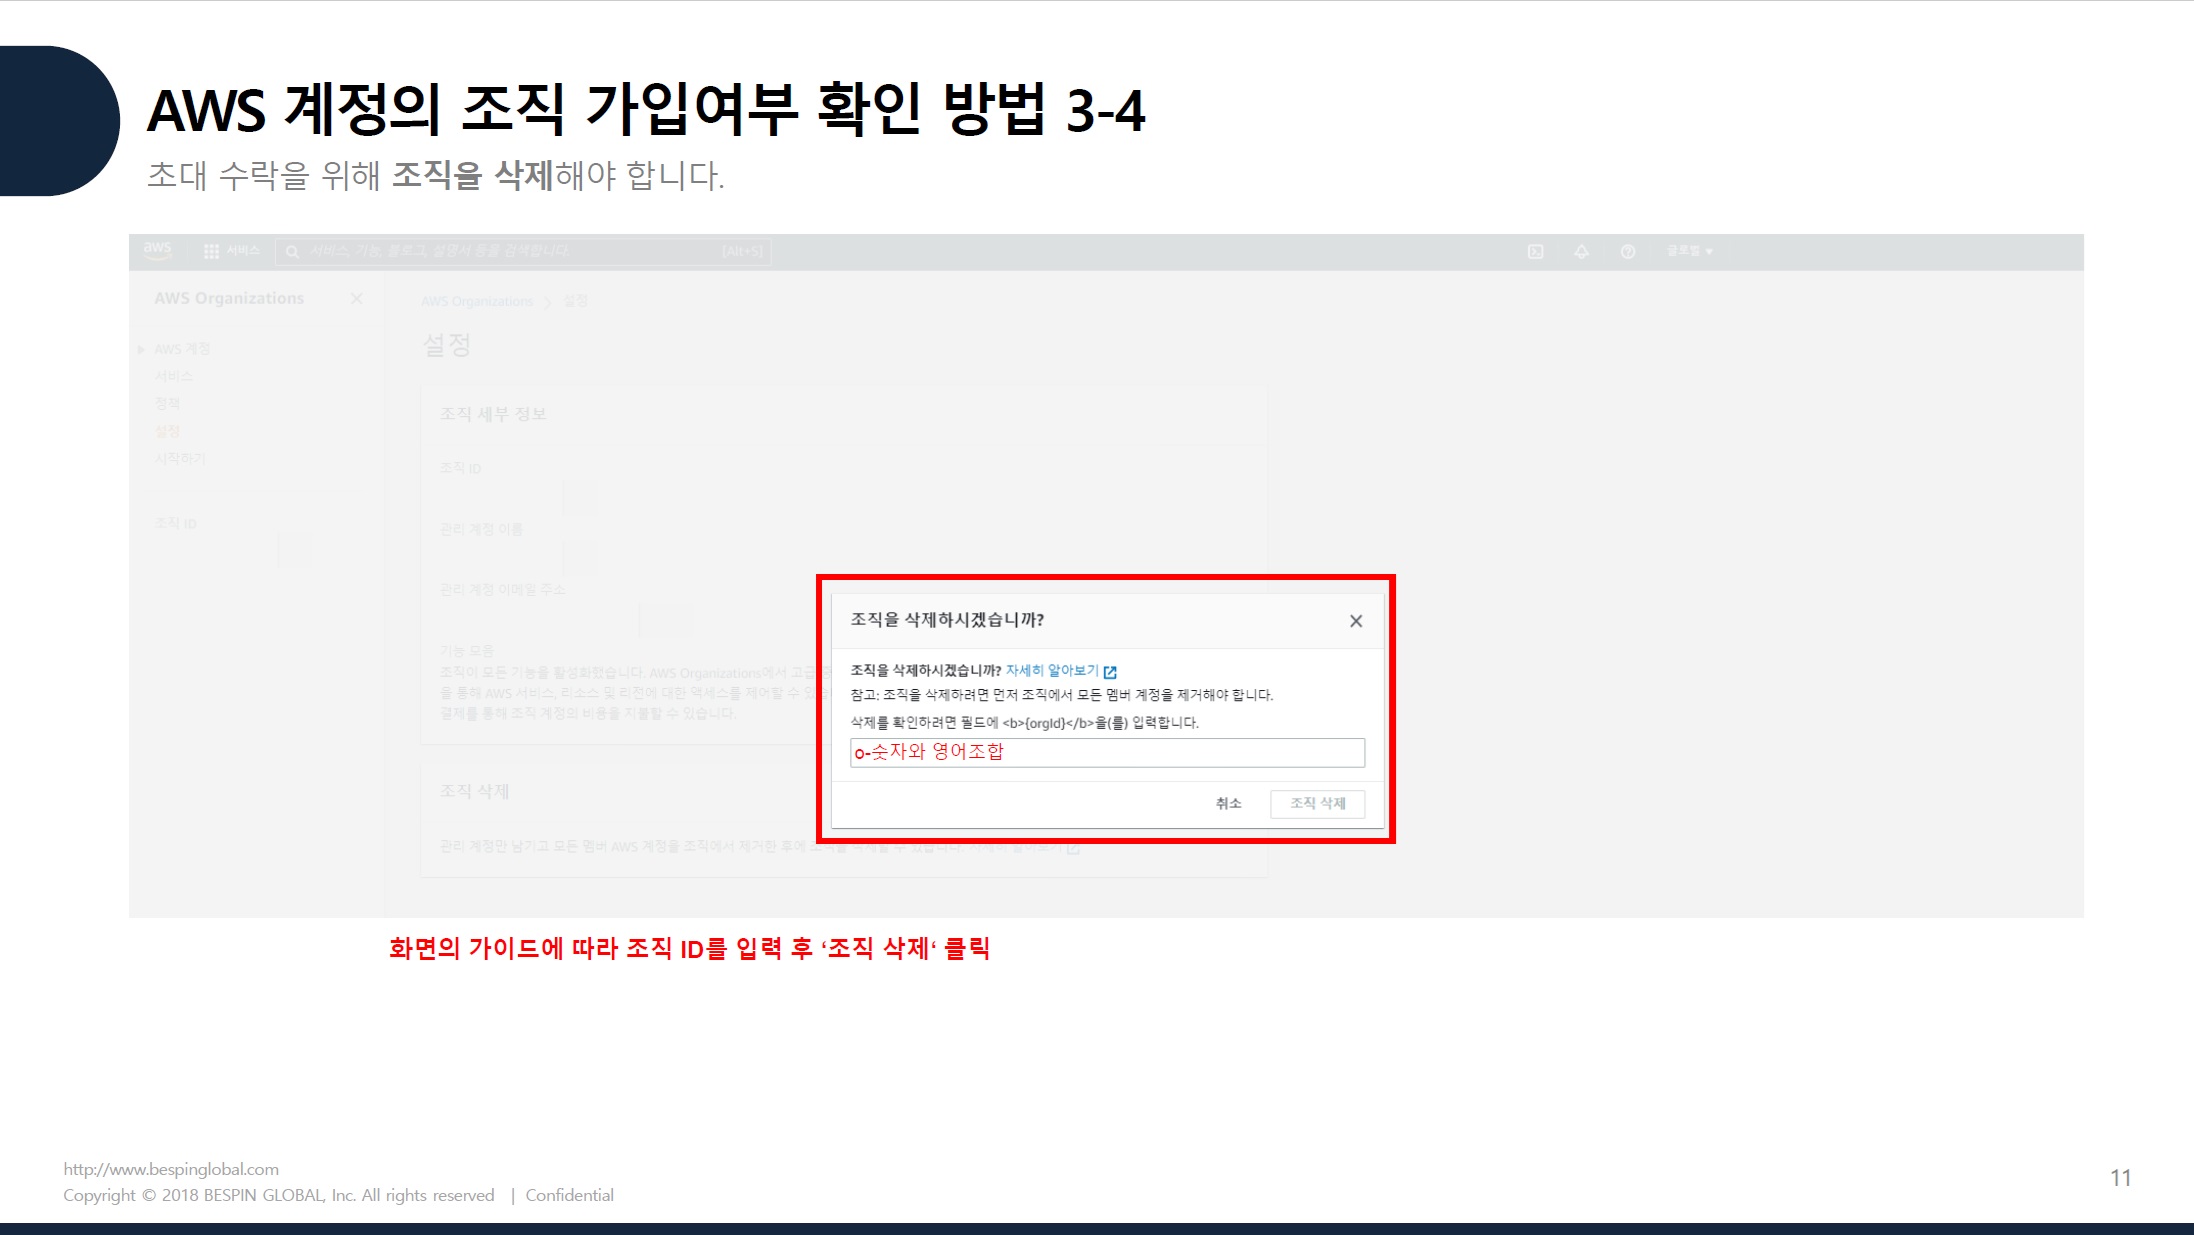 AWS 계정의 조직 가입여부 확인 방법 3-4
초대 수락을 위해 조직을 삭제해야 합니다.
aws 서비스 서비스, 기능, 블로그, 설명서 등을 검색합니다. [Alt+S] 글로벌
AWS Organizations
AWS 계정
서비스
정책
설정
시작하기
조직 ID
AWS Organizations 설정
설정
조직 세부 정보
조직 ID
관리 계정 이름
관리 계정 이메일 주소
기능 모음
조직이 모든 기능을 활성화했습니다. AWS Organizations에서 고급
을 통해 AWS 서비스, 리소스 및 리전에 대한 액세스를 제어할 수
결제를 통해 조직 계정의 비용을 지불할 수 있습니다.
조직 삭제
관리 계정만 남기고 모든 멤버 AWS 계정을 조직에서 제거한 후에
조직을 삭제하시겠습니까?
조직을 삭제하시겠습니까? 자세히 알아보기
참고: 조직을 삭제하려면 먼저 조직에서 모든 멤버 계정을 제거해야 합니다.
삭제를 확인하려면 필드에 <b>{orgId}</b>을(를) 입력합니다.
o-숫자와 영어조합
취소 조직 삭제
화면의 가이드에 따라 조직 ID를 입력 후 ‘조직 삭제‘ 클릭
http://www.bespinglobal.com
Copyright © 2018 BESPIN GLOBAL, Inc. All rights reserved | Confidential
11